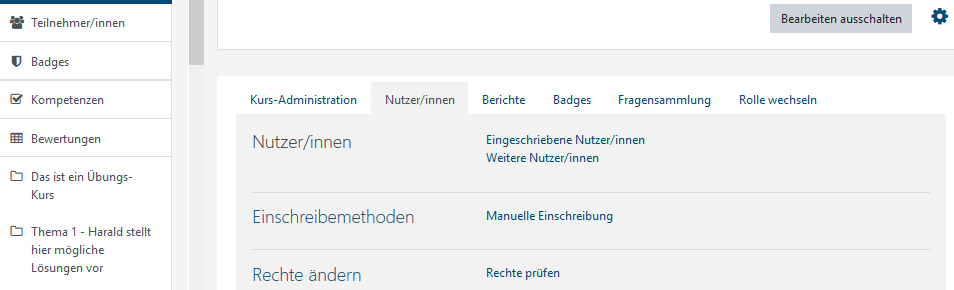 Teilnehmer/innen
Badges
Kompetenzen
Bewertungen
Das ist ein Übungs-
Kurs
Thema 1 - Harald stellt
hier mögliche
Lösungen vor
Bearbeiten ausschalten
Kurs-Administration Nutzer/innen Berichte Badges Fragensammlung Rolle wechseln
Nutzer/innen Eingeschriebene Nutzer/innen
Weitere Nutzer/innen
Einschreibemethoden Manuelle Einschreibung
Rechte ändern Rechte prüfen